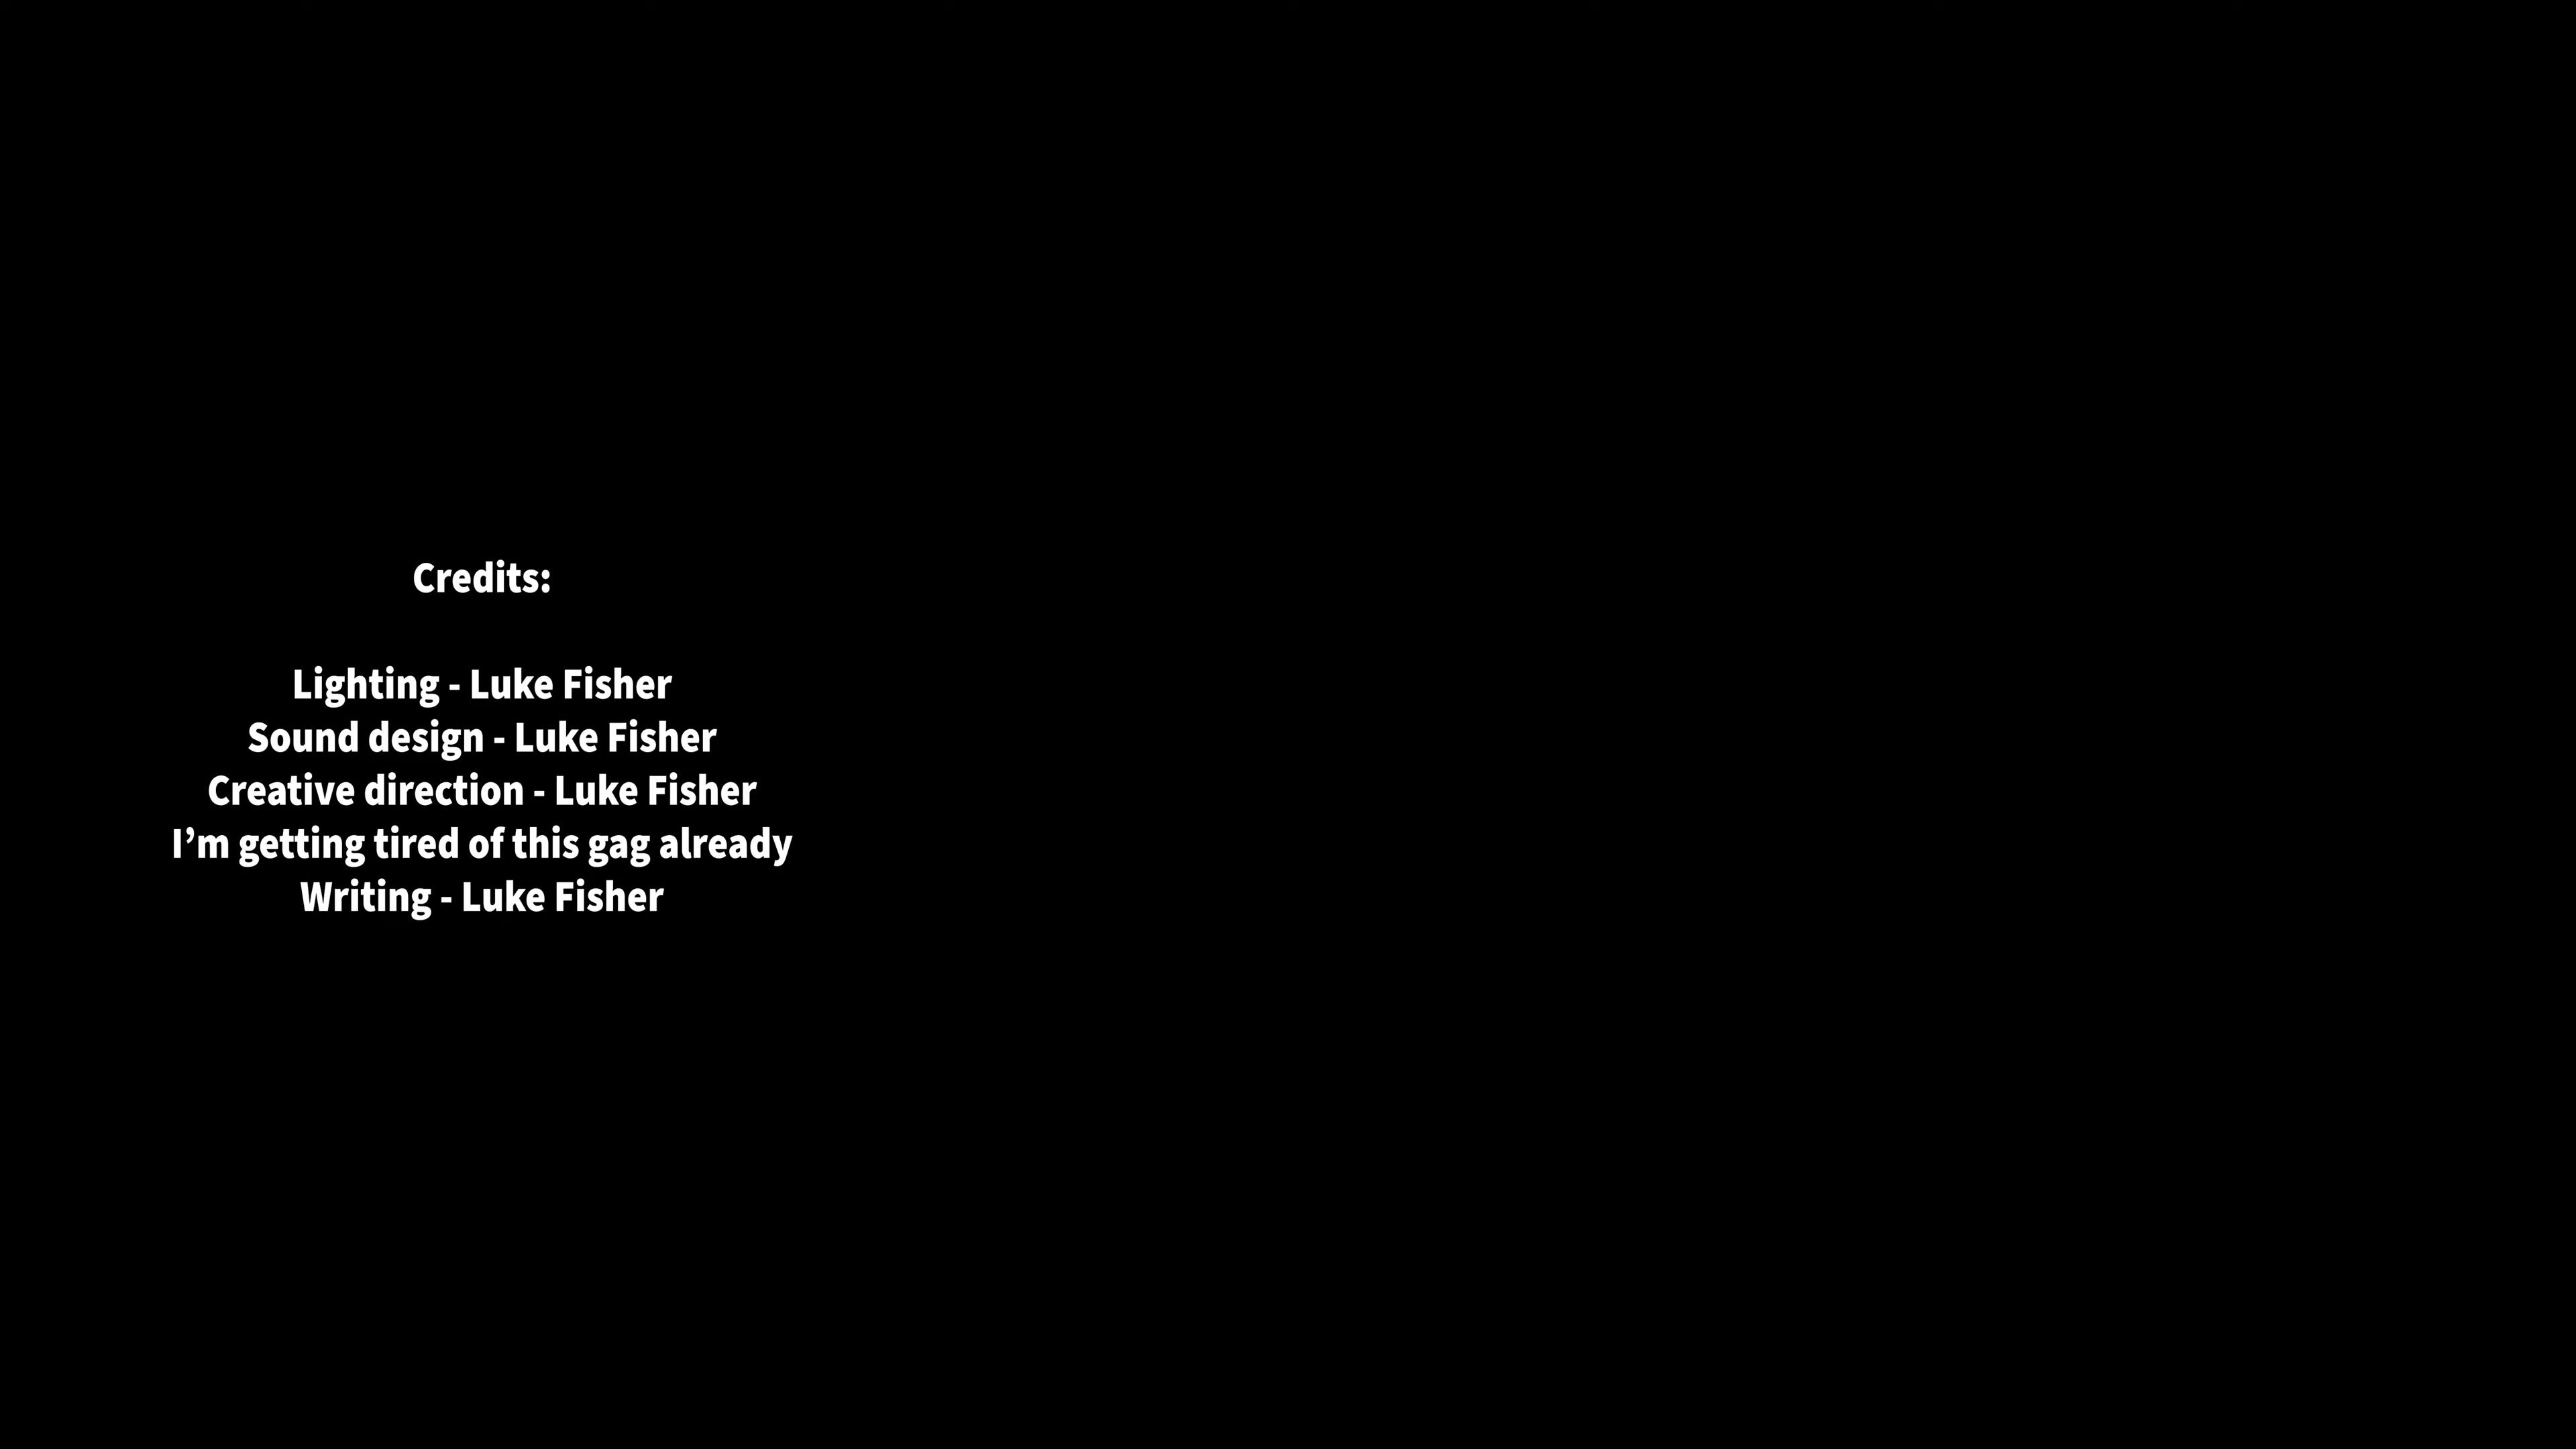 Credits:
Lighting - Luke Fisher
Sound design - Luke Fisher
Creative direction - Luke Fisher
I’m getting tired of this gag already
Writing - Luke Fisher